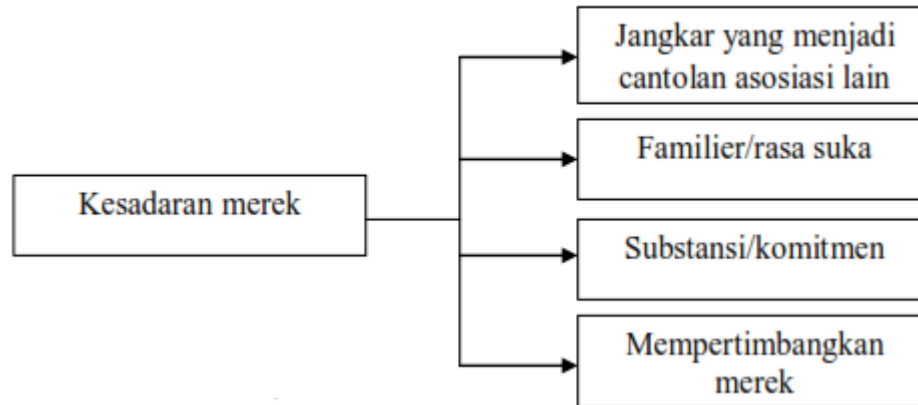 Jangkar yang menjadi
cantolan asosiasi lain
Familier/rasa suka
Kesadaran merek
Substansi/komitmen
Mempertimbangkan
merek